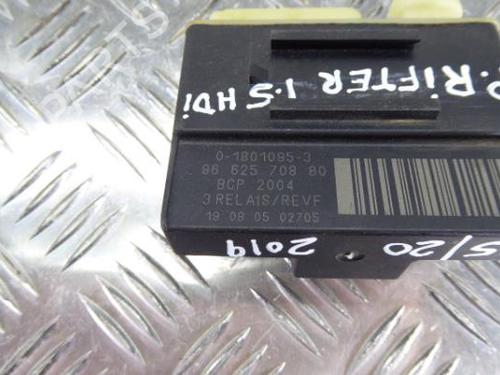 P. RiFTER 1.5 HDi
0-1801095-3
96 625 708 80
BCP 2004
3 RELAIS/REVF
19 08 05 02705
5/20 2019